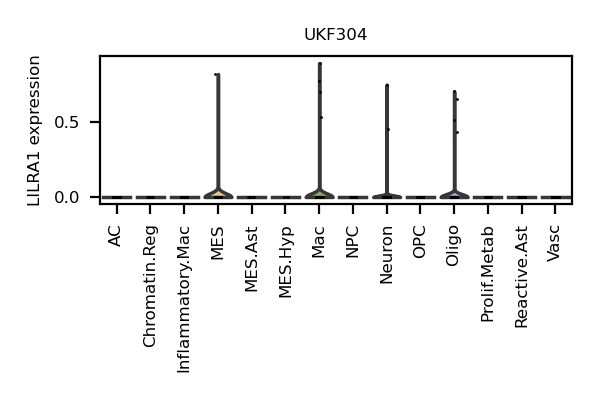 UKF304
LILRA1 expression
0.5
0.0
AC
Chromatin.Reg
Inflammatory.Mac
MES
MES.Ast
MES.Hyp
Mac
NPC
Neuron
OPC
Oligo
Prolif.Metab
Reactive.Ast
Vasc